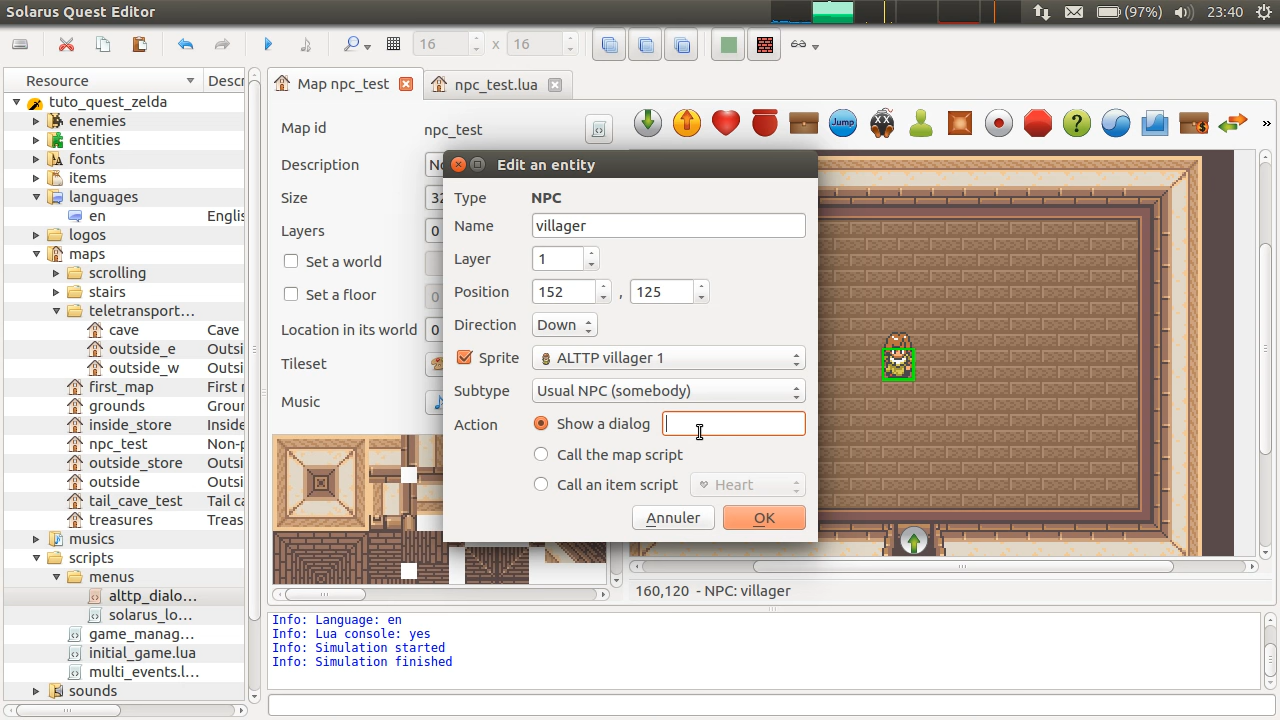 Solarus Quest Editor
(97%)
23:40
16 x 16
Resource
Descr
tuto_quest_zelda
enemies
entities
fonts
items
languages
en Englis
logos
maps
scrolling
stairs
teletransport...
cave Cave
outside_e Outsi
outside_w Outsi
first_map First r
grounds Grour
inside_store Inside
npc_test Non-p
outside_store Outsi
outside Outsi
tail_cave_test Tail ca
treasures Treas
musics
scripts
menus
alttp_dialo...
solarus_lo...
game_manag...
initial_game.lua
multi_events.l...
sounds
Map npc_test
npc_test.lua
Map id npc_test
Description No
Size 32
Layers 0
Set a world
Set a floor 0
Location in its world 0
Tileset
Music
Jump
?
»
Edit an entity
Type NPC
Name villager
Layer 1
Position 152 , 125
Direction Down
Sprite ALTTP villager 1
Subtype Usual NPC (somebody)
Action Show a dialog
Call the map script
Call an item script Heart
Annuler OK
160,120 - NPC: villager
Info: Language: en
Info: Lua console: yes
Info: Simulation started
Info: Simulation finished